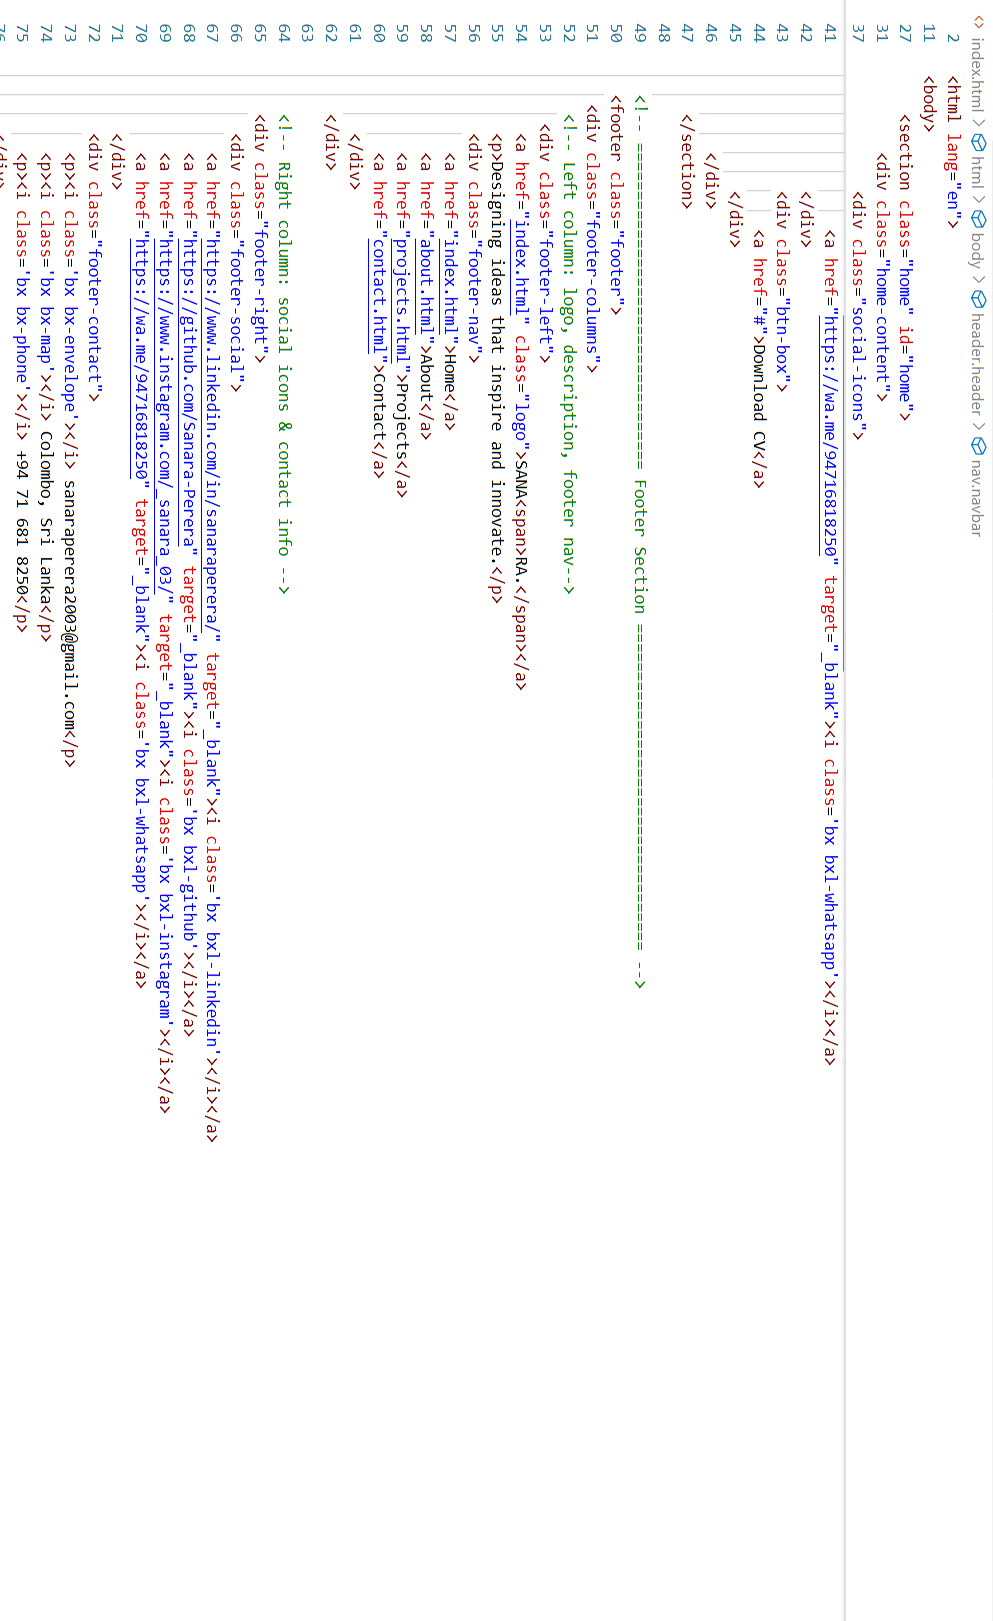 index.html > html > body > header.header > nav.navbar
2 <html lang="en">
11 <body>
27 <section class="home" id="home">
31 <div class="home-content">
37 <div class="social-icons">
41 <a href="https://wa.me/94716818250" target="_blank"><i class='bx bxl-whatsapp'></i></a>
42 </div>
43 <div class="btn-box">
44 <a href="#">Download CV</a>
45 </div>
46 </div>
47 </section>
48
49 <!-- ================================ Footer Section ================================== -->
50 <footer class="footer">
51 <div class="footer-columns">
52 <!-- Left column: logo, description, footer nav-->
53 <div class="footer-left">
54 <a href="index.html" class="logo">SANA<span>RA.</span></a>
55 <p>Designing ideas that inspire and innovate.</p>
56 <div class="footer-nav">
57 <a href="index.html">Home</a>
58 <a href="about.html">About</a>
59 <a href="projects.html">Projects</a>
60 <a href="contact.html">Contact</a>
61 </div>
62 </div>
63
64 <!-- Right column: social icons & contact info -->
65 <div class="footer-right">
66 <div class="footer-social">
67 <a href="https://www.linkedin.com/in/sanaraperera/" target="_blank"><i class='bx bxl-linkedin'></i></a>
68 <a href="https://github.com/Sanara-Perera" target="_blank"><i class='bx bxl-github'></i></a>
69 <a href="https://www.instagram.com/_sanara_03/" target="_blank"><i class='bx bxl-instagram'></i></a>
70 <a href="https://wa.me/94716818250" target="_blank"><i class='bx bxl-whatsapp'></i></a>
71 </div>
72 <div class="footer-contact">
73 <p><i class='bx bx-envelope'></i> sanaraperera2003@gmail.com</p>
74 <p><i class='bx bx-map'></i> Colombo, Sri Lanka</p>
75 <p><i class='bx bx-phone'></i> +94 71 681 8250</p>
76 </div>